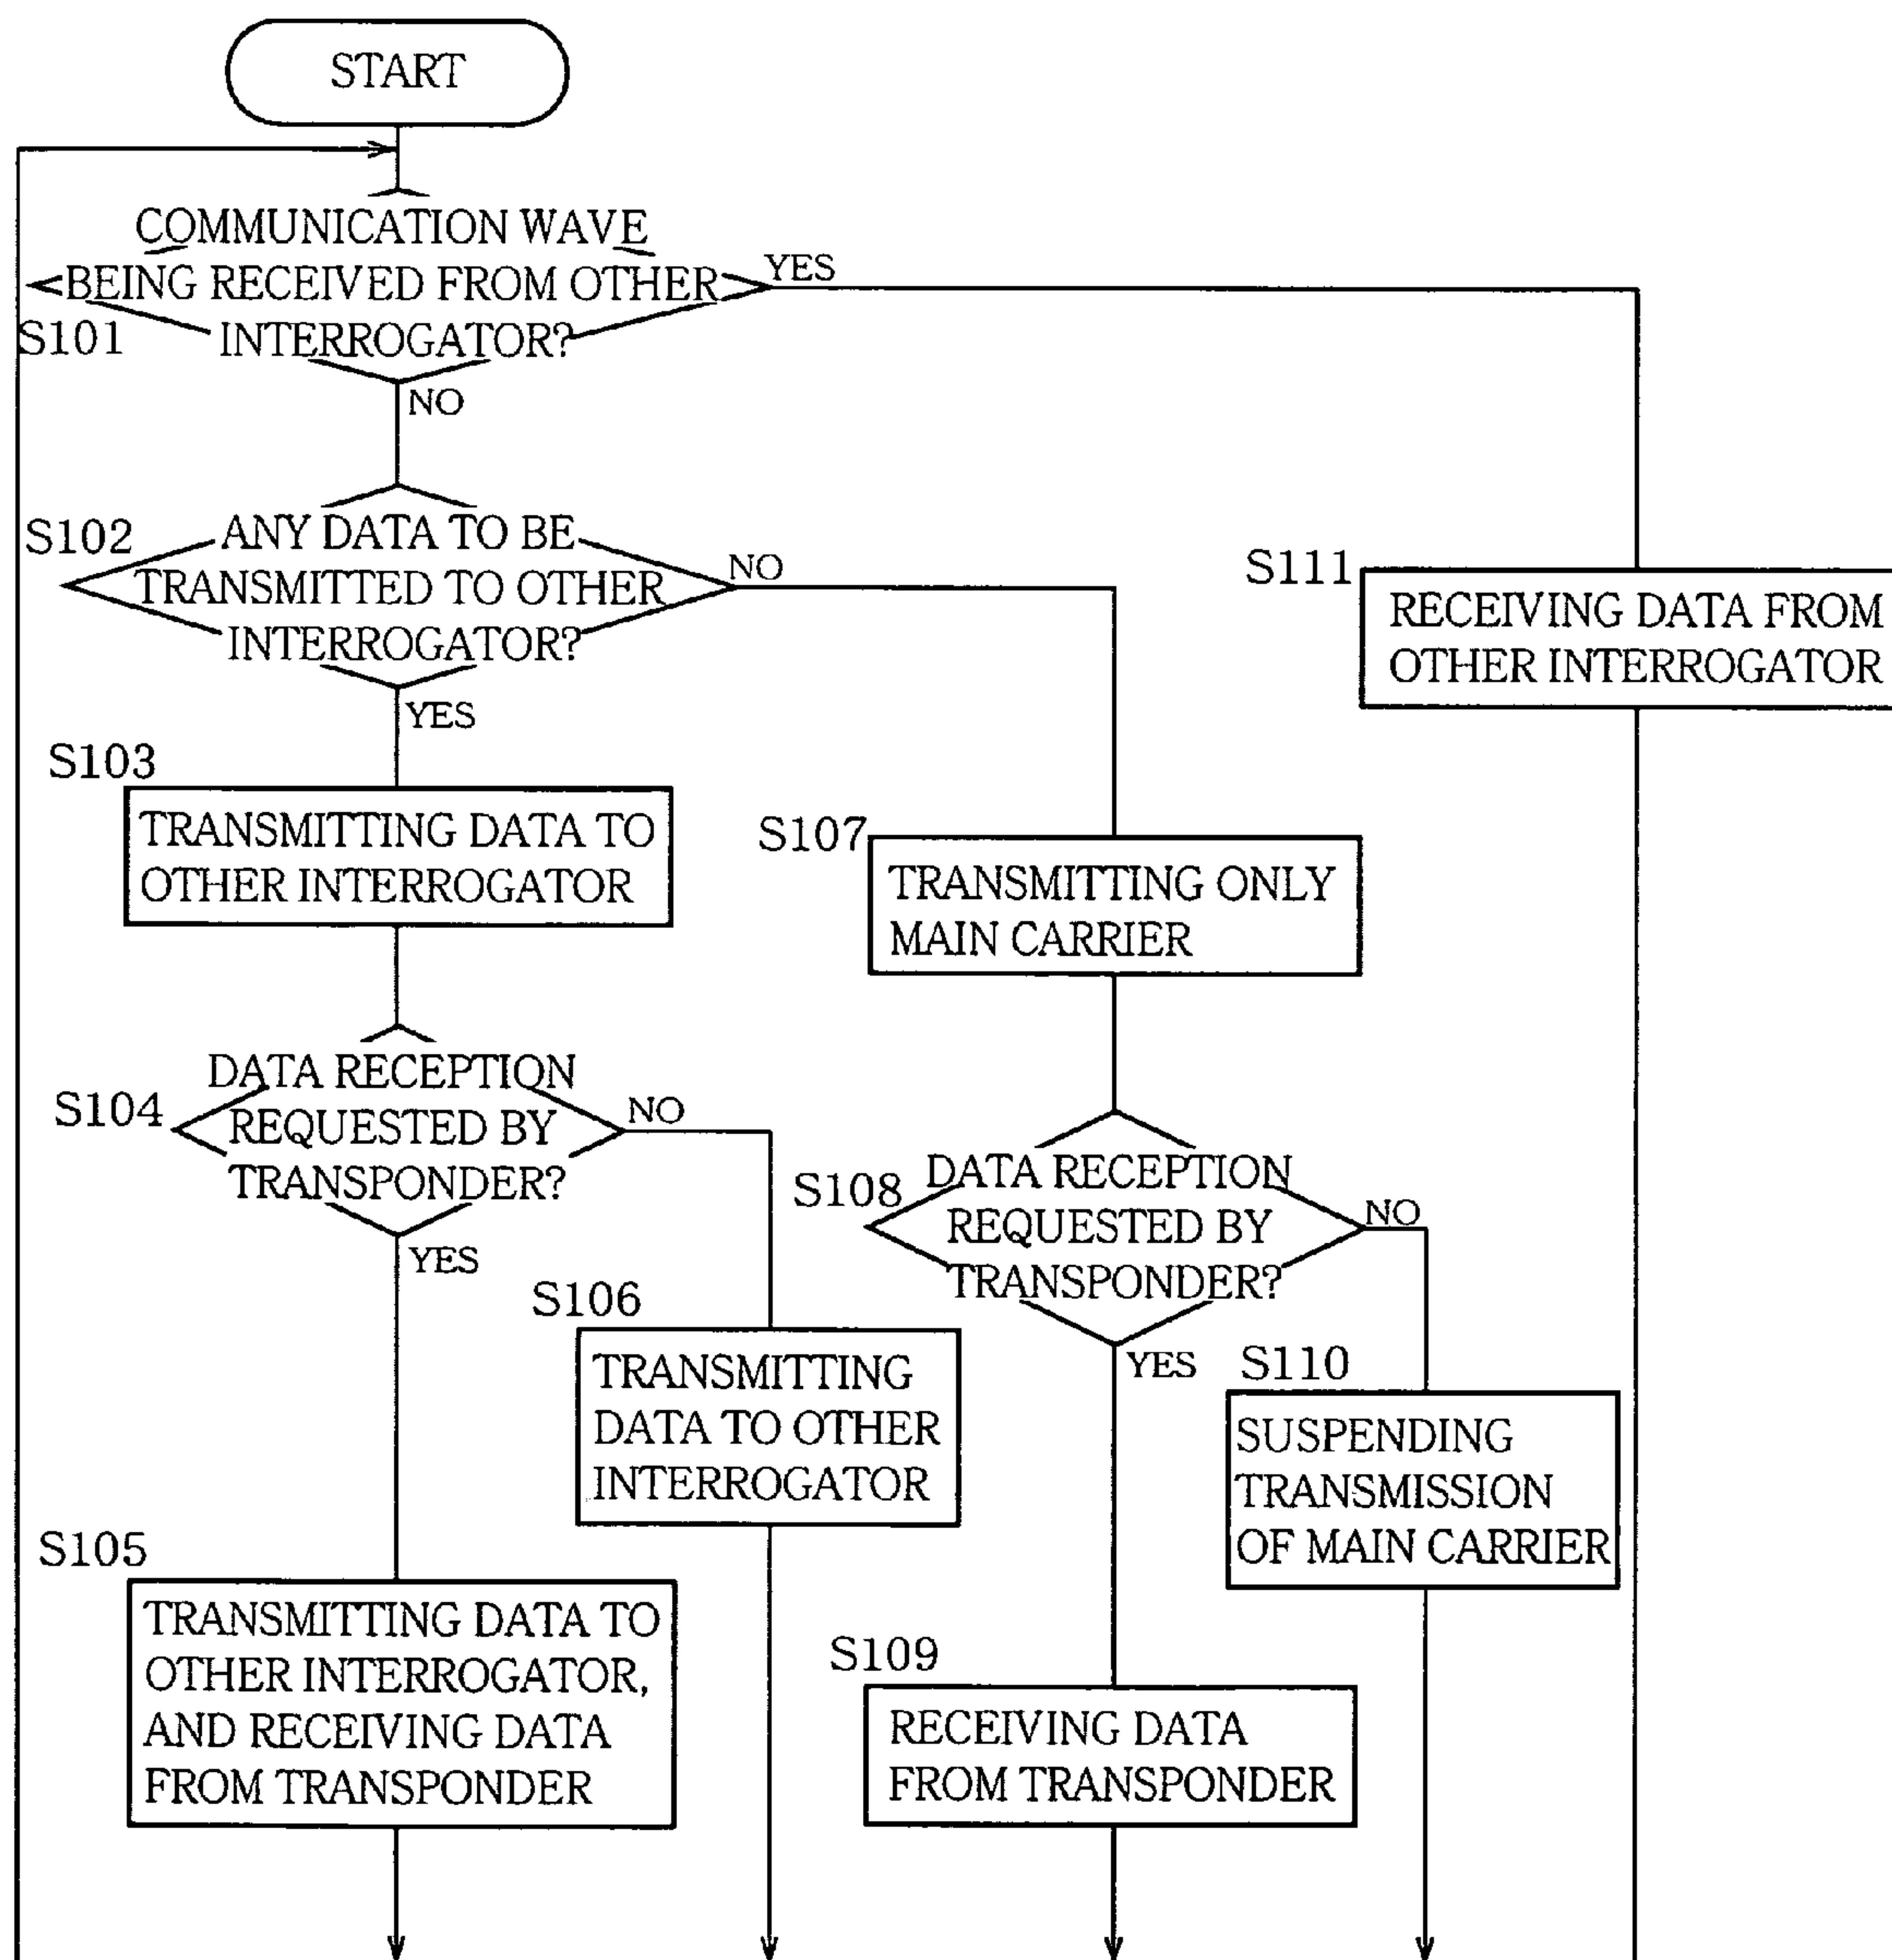 START
COMMUNICATION WAVE
BEING RECEIVED FROM OTHER
INTERROGATOR?
S101
YES
NO
S102
ANY DATA TO BE
TRANSMITTED TO OTHER
INTERROGATOR?
NO
YES
S111
RECEIVING DATA FROM
OTHER INTERROGATOR
S103
TRANSMITTING DATA TO
OTHER INTERROGATOR
S107
TRANSMITTING ONLY
MAIN CARRIER
S104
DATA RECEPTION
REQUESTED BY
TRANSPONDER?
NO
YES
S108
DATA RECEPTION
REQUESTED BY
TRANSPONDER?
NO
YES
S106
TRANSMITTING
DATA TO OTHER
INTERROGATOR
S110
SUSPENDING
TRANSMISSION
OF MAIN CARRIER
S105
TRANSMITTING DATA TO
OTHER INTERROGATOR,
AND RECEIVING DATA
FROM TRANSPONDER
S109
RECEIVING DATA
FROM TRANSPONDER